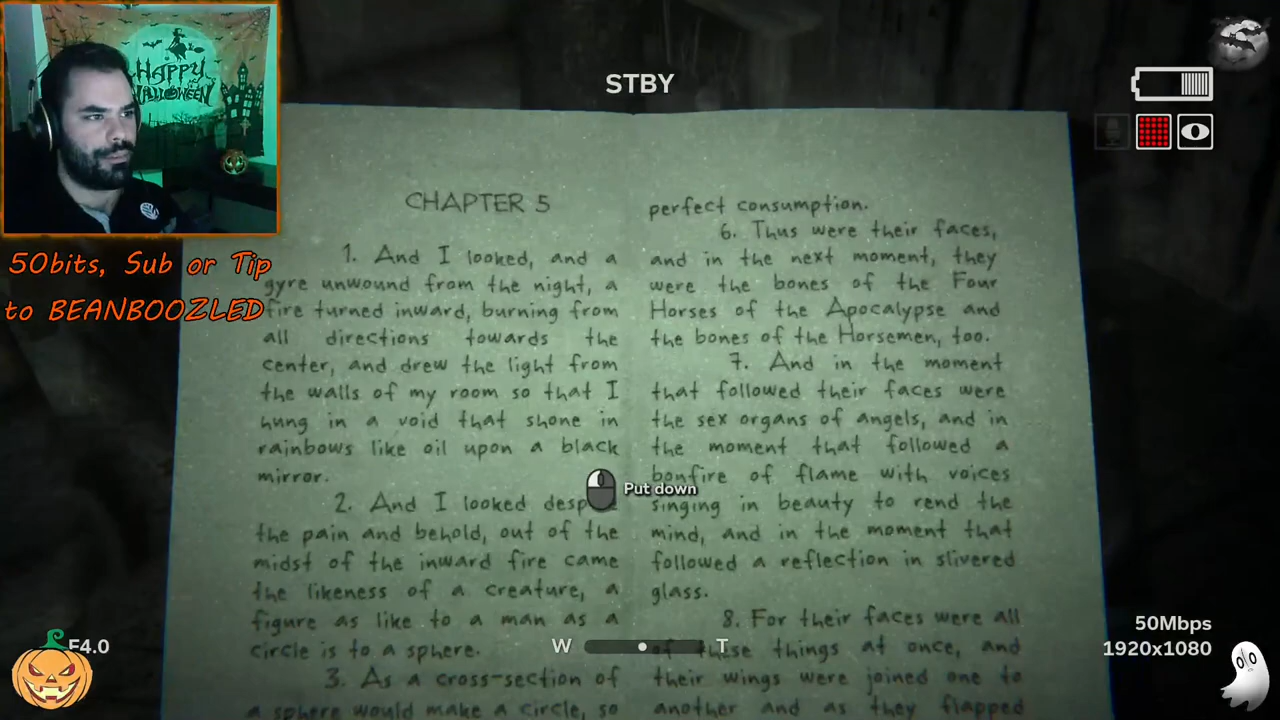 HAPPY
HALLOWEEN
50bits, Sub or Tip
to BEANBOOZLED
STBY
CHAPTER 5
1. And I looked, and a
gyre unwound from the night, a
fire turned inward, burning from
all directions towards the
center, and drew the light from
the walls of my room so that I
hung in a void that shone in
rainbows like oil upon a black
mirror.
2. And I looked
the pain and behold, out of the
midst of the inward fire came
the likeness of a creature, a
figure as like to a man as a
circle is to a sphere.
3. As a cross-section of
a sphere would make a circle, so
perfect consumption.
6. Thus were their faces,
and in the next moment, they
were the bones of the Four
Horses of the Apocalypse and
the bones of the Horsemen, too.
7. And in the moment
that followed their faces were
the sex organs of angels, and in
the moment that followed a
bonfire of flame with voices
singing in beauty to rend the
mind, and in the moment that
followed a reflection in slivered
glass.
8. For their faces were all
of these things at once, and
their wings were joined one to
another and as they flapped
Put down
F4.0
W T
50Mbps
1920x1080